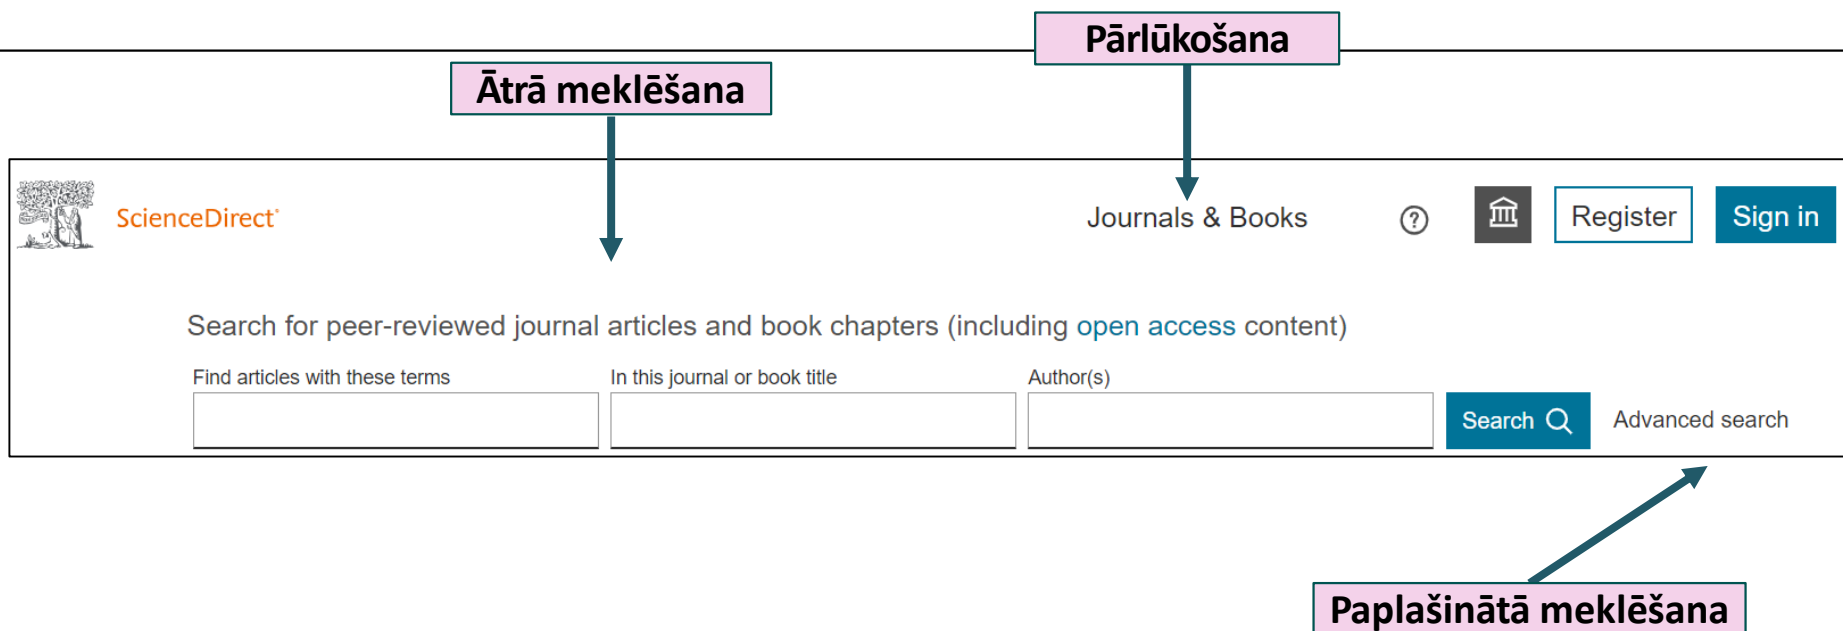 Pārlūkošana
Ātrā meklēšana
ScienceDirect®
Journals & Books
?
Register
Sign in
Search for peer-reviewed journal articles and book chapters (including open access content)
Find articles with these terms
In this journal or book title
Author(s)
Search
Advanced search
Paplašinātā meklēšana